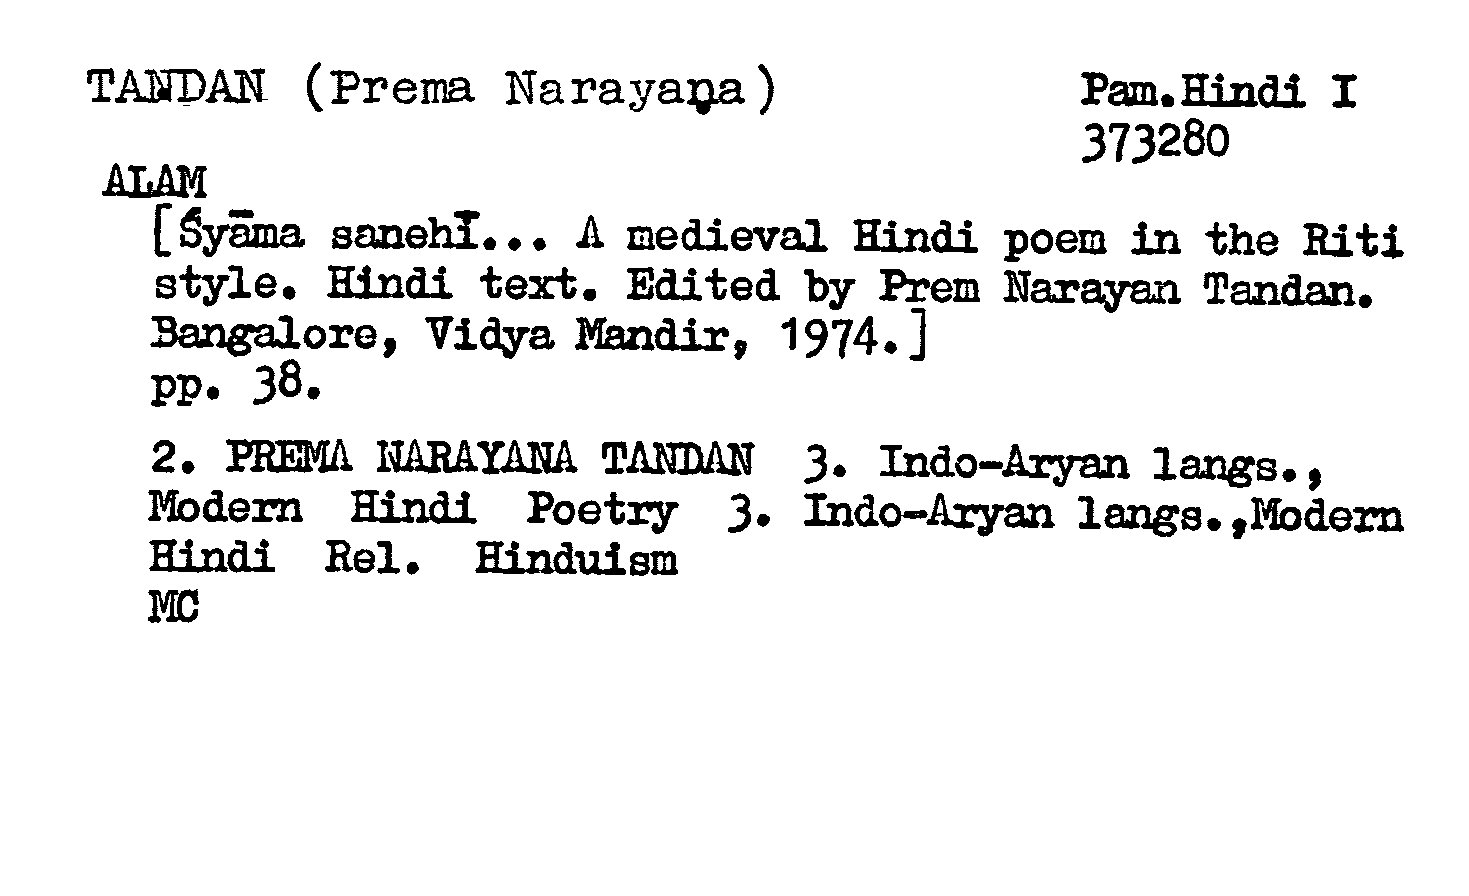 TANDAN (Prema Narayaṇa)
Pam.Hindi I
373280
ALAM
[Śyāma sanehī... A medieval Hindi poem in the Riti
style. Hindi text. Edited by Prem Narayan Tandan.
Bangalore, Vidya Mandir, 1974.]
pp. 38.
2. PREMA NARAYANA TANDAN 3. Indo-Aryan langs.,
Modern Hindi Poetry 3. Indo-Aryan langs.,Modern
Hindi Rel. Hinduism
MC